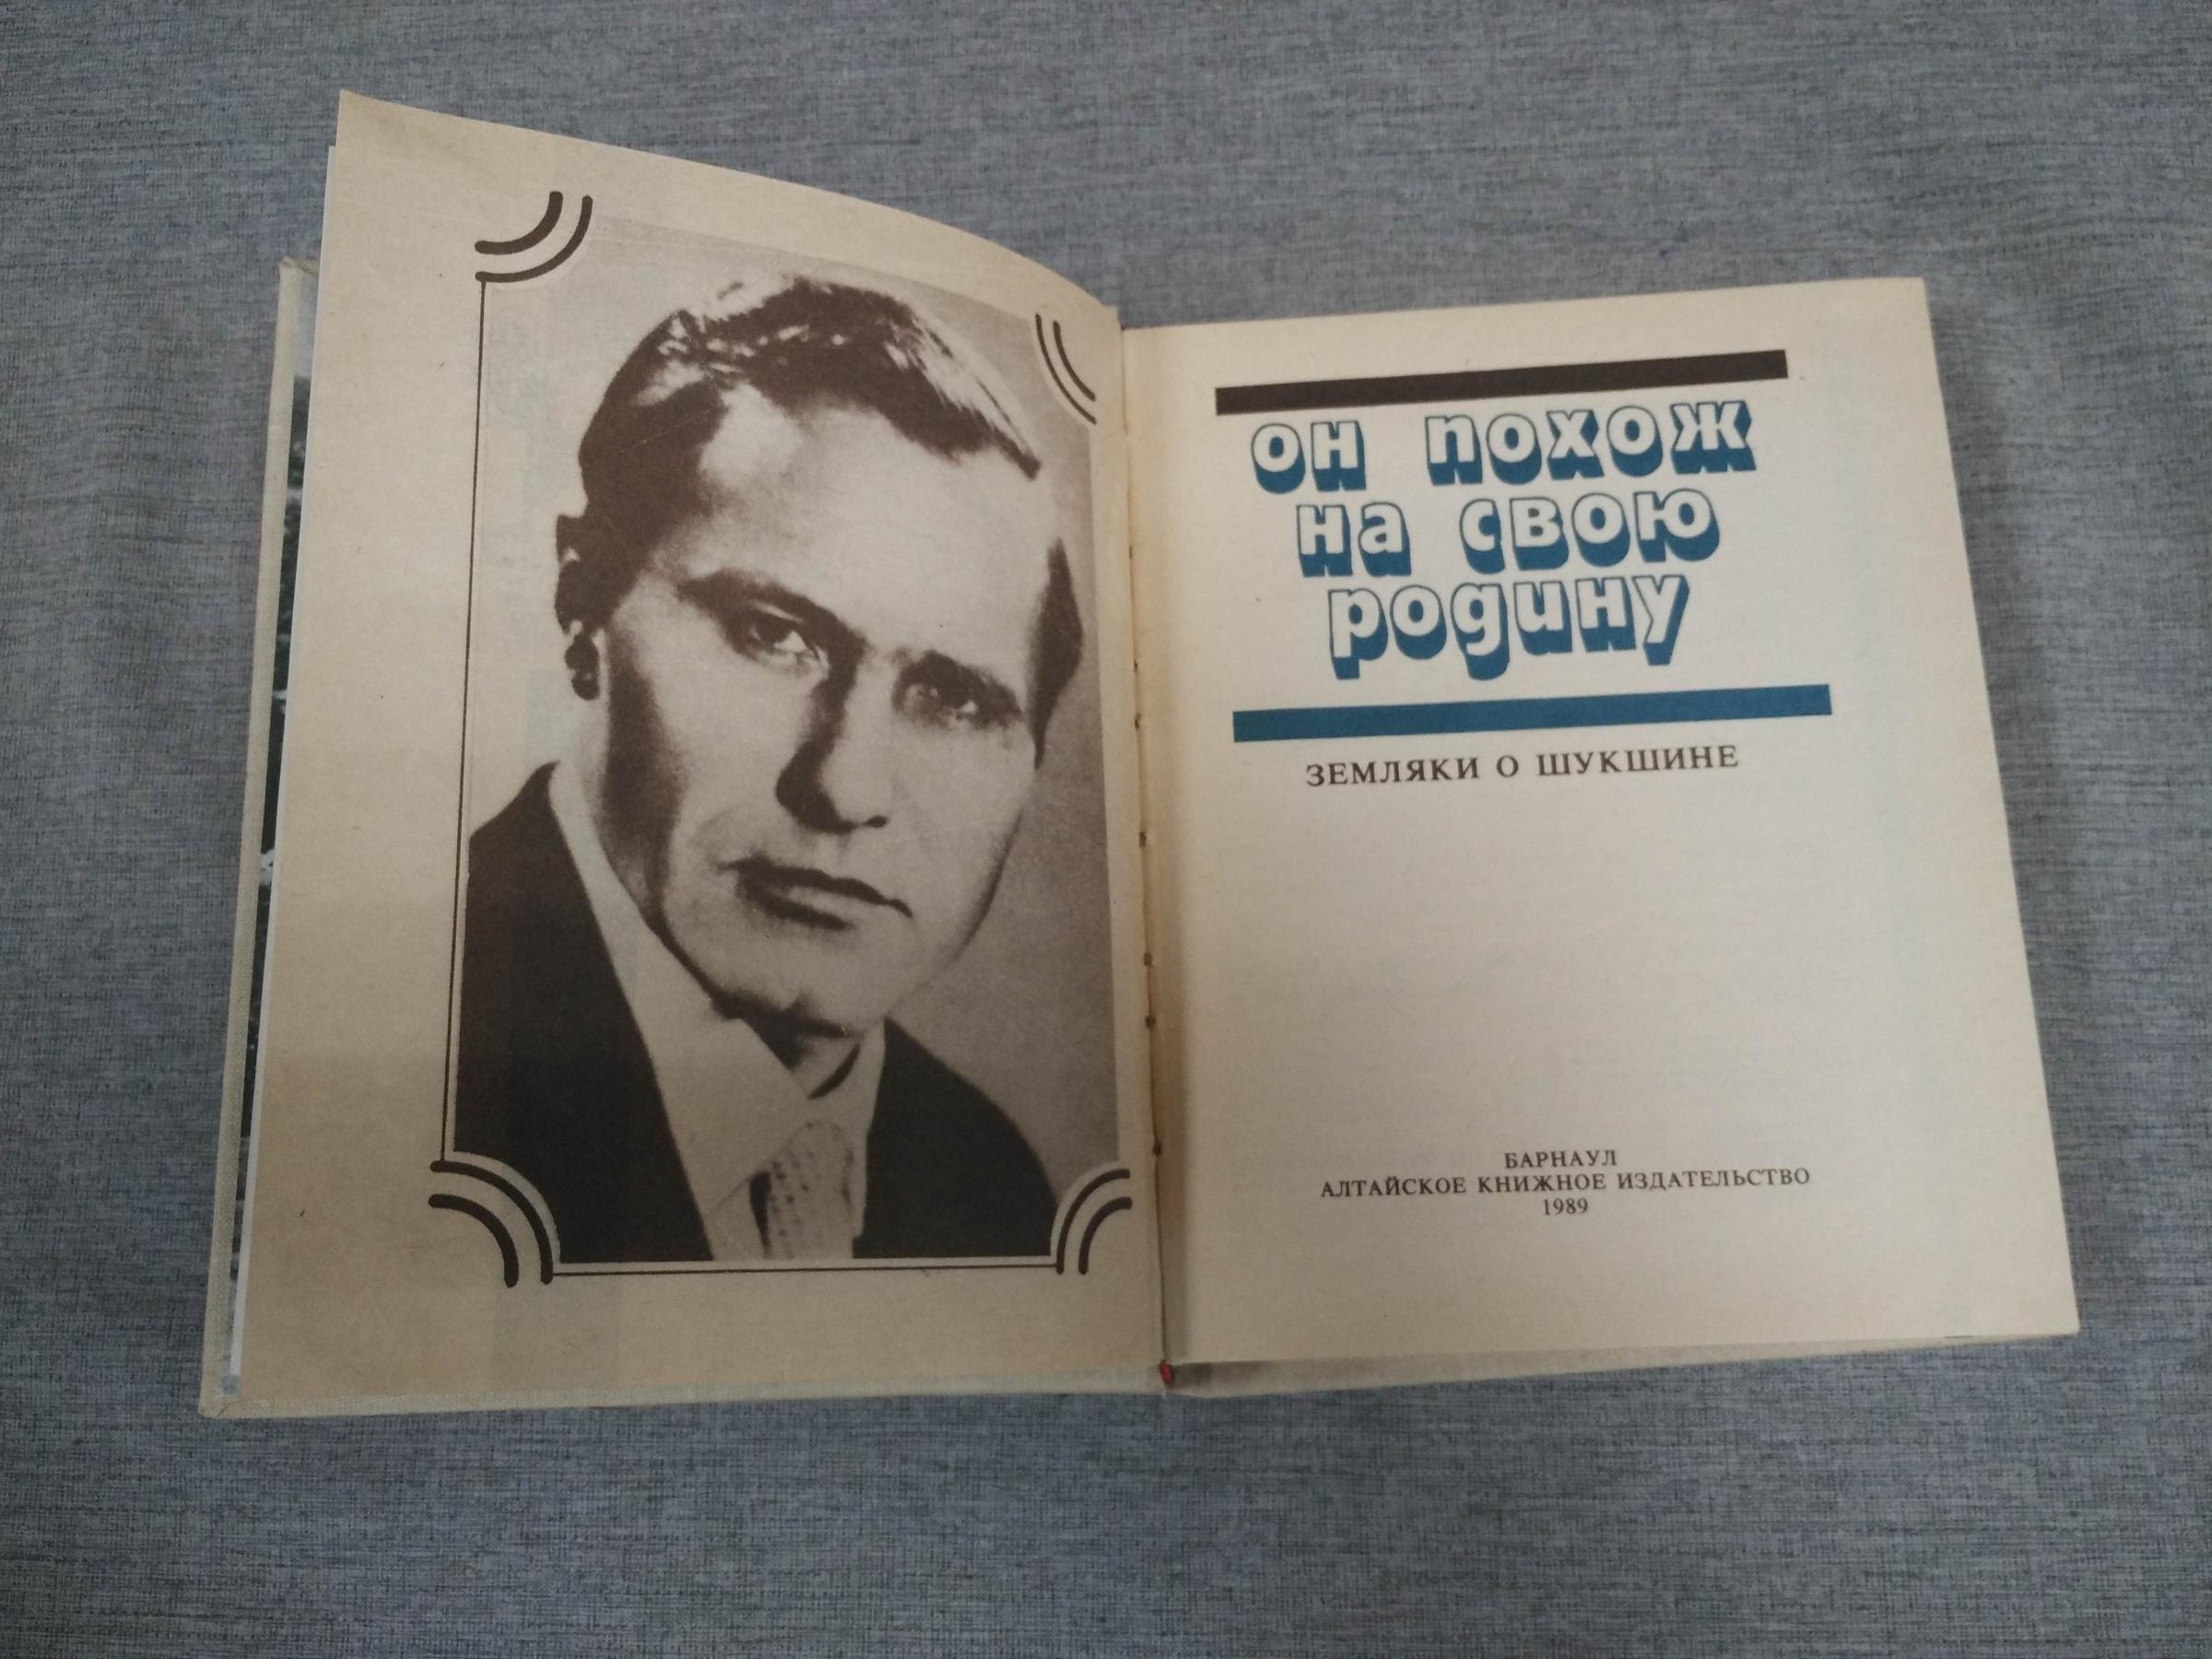 он похож
на свою
родину
ЗЕМЛЯКИ О ШУКШИНЕ
БАРНАУЛ
АЛТАЙСКОЕ КНИЖНОЕ ИЗДАТЕЛЬСТВО
1989